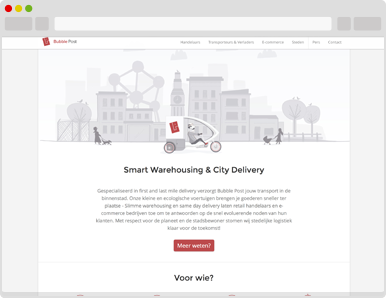 Bubble Post
Handelaars Transporteurs & Verladers E-commerce Steden Pers Contact
Smart Warehousing & City Delivery
Gespecialiseerd in first and last mile delivery verzorgt Bubble Post jouw transport in de
binnenstad. Onze kleine en ecologische voertuigen brengen je goederen sneller ter
plaatse - Slimme warehousing en same day delivery laten retail handelaars en e-
commerce bedrijven toe om te antwoorden op de snel evoluerende noden van hun
klanten. Met respect voor de planeet en de stadsbewoner stomen wij stedelijke logistiek
klaar voor de toekomst!
Meer weten?
Voor wie?